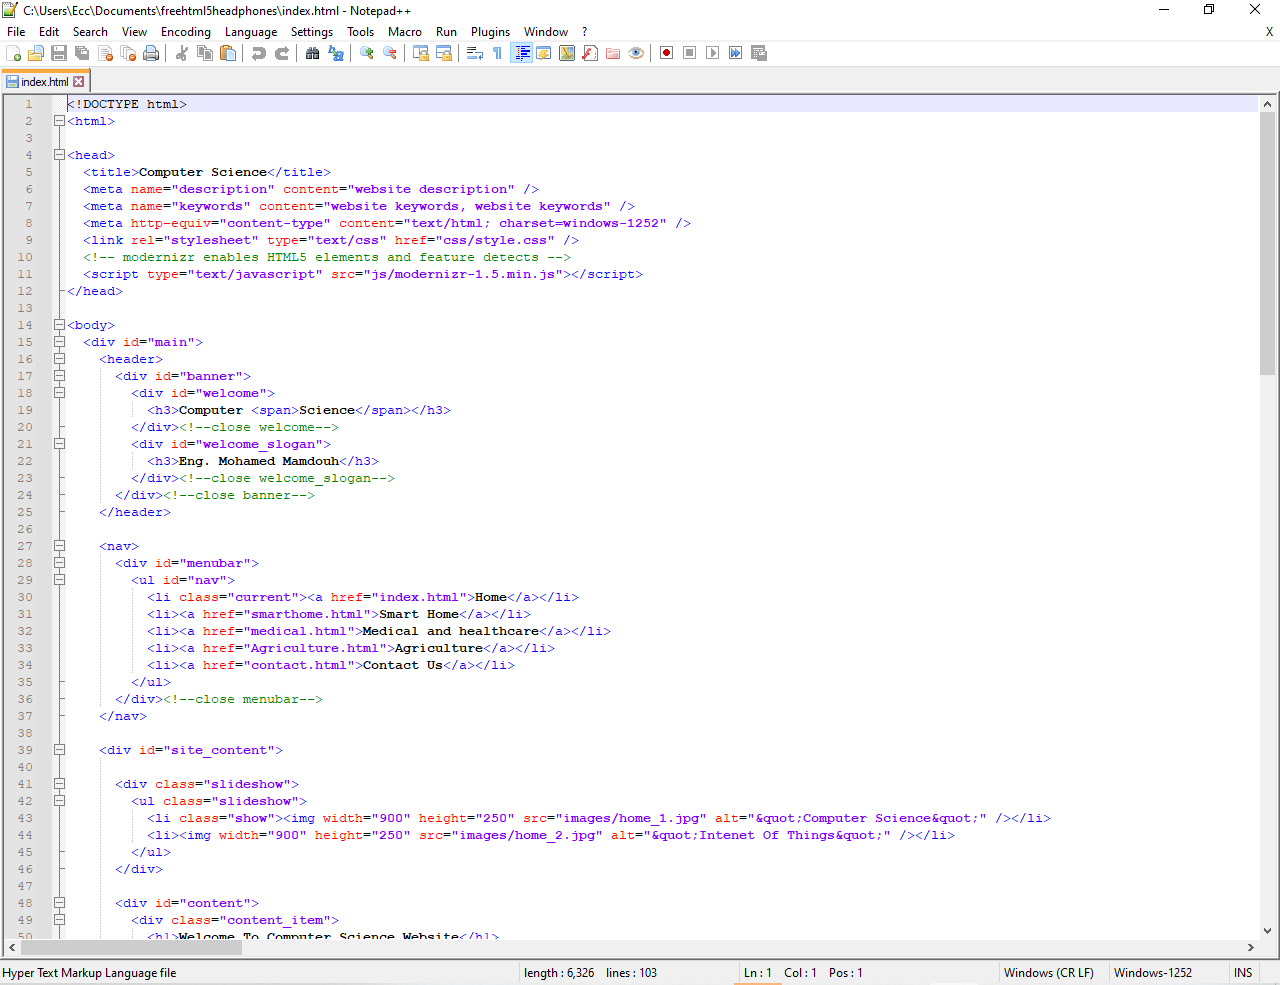 C:\Users\Ecc\Documents\freehtml5headphones\index.html - Notepad++
File Edit Search View Encoding Language Settings Tools Macro Run Plugins Window ? X
index.html
1 <!DOCTYPE html>
2 <html>
3
4 <head>
5 <title>Computer Science</title>
6 <meta name="description" content="website description" />
7 <meta name="keywords" content="website keywords, website keywords" />
8 <meta http-equiv="content-type" content="text/html; charset=windows-1252" />
9 <link rel="stylesheet" type="text/css" href="css/style.css" />
10 <!-- modernizr enables HTML5 elements and feature detects -->
11 <script type="text/javascript" src="js/modernizr-1.5.min.js"></script>
12 </head>
13
14 <body>
15 <div id="main">
16 <header>
17 <div id="banner">
18 <div id="welcome">
19 <h3>Computer <span>Science</span></h3>
20 </div><!--close welcome-->
21 <div id="welcome_slogan">
22 <h3>Eng. Mohamed Mamdouh</h3>
23 </div><!--close welcome_slogan-->
24 </div><!--close banner-->
25 </header>
26
27 <nav>
28 <div id="menubar">
29 <ul id="nav">
30 <li class="current"><a href="index.html">Home</a></li>
31 <li><a href="smarthome.html">Smart Home</a></li>
32 <li><a href="medical.html">Medical and healthcare</a></li>
33 <li><a href="Agriculture.html">Agriculture</a></li>
34 <li><a href="contact.html">Contact Us</a></li>
35 </ul>
36 </div><!--close menubar-->
37 </nav>
38
39 <div id="site_content">
40
41 <div class="slideshow">
42 <ul class="slideshow">
43 <li class="show"><img width="900" height="250" src="images/home_1.jpg" alt="&quot;Computer Science&quot;" /></li>
44 <li><img width="900" height="250" src="images/home_2.jpg" alt="&quot;Intenet Of Things&quot;" /></li>
45 </ul>
46 </div>
47
48 <div id="content">
49 <div class="content_item">
50 <h1>Welcome To Computer Science Website</h1>
Hyper Text Markup Language file length : 6,326 lines : 103 Ln : 1 Col : 1 Pos : 1 Windows (CR LF) Windows-1252 INS